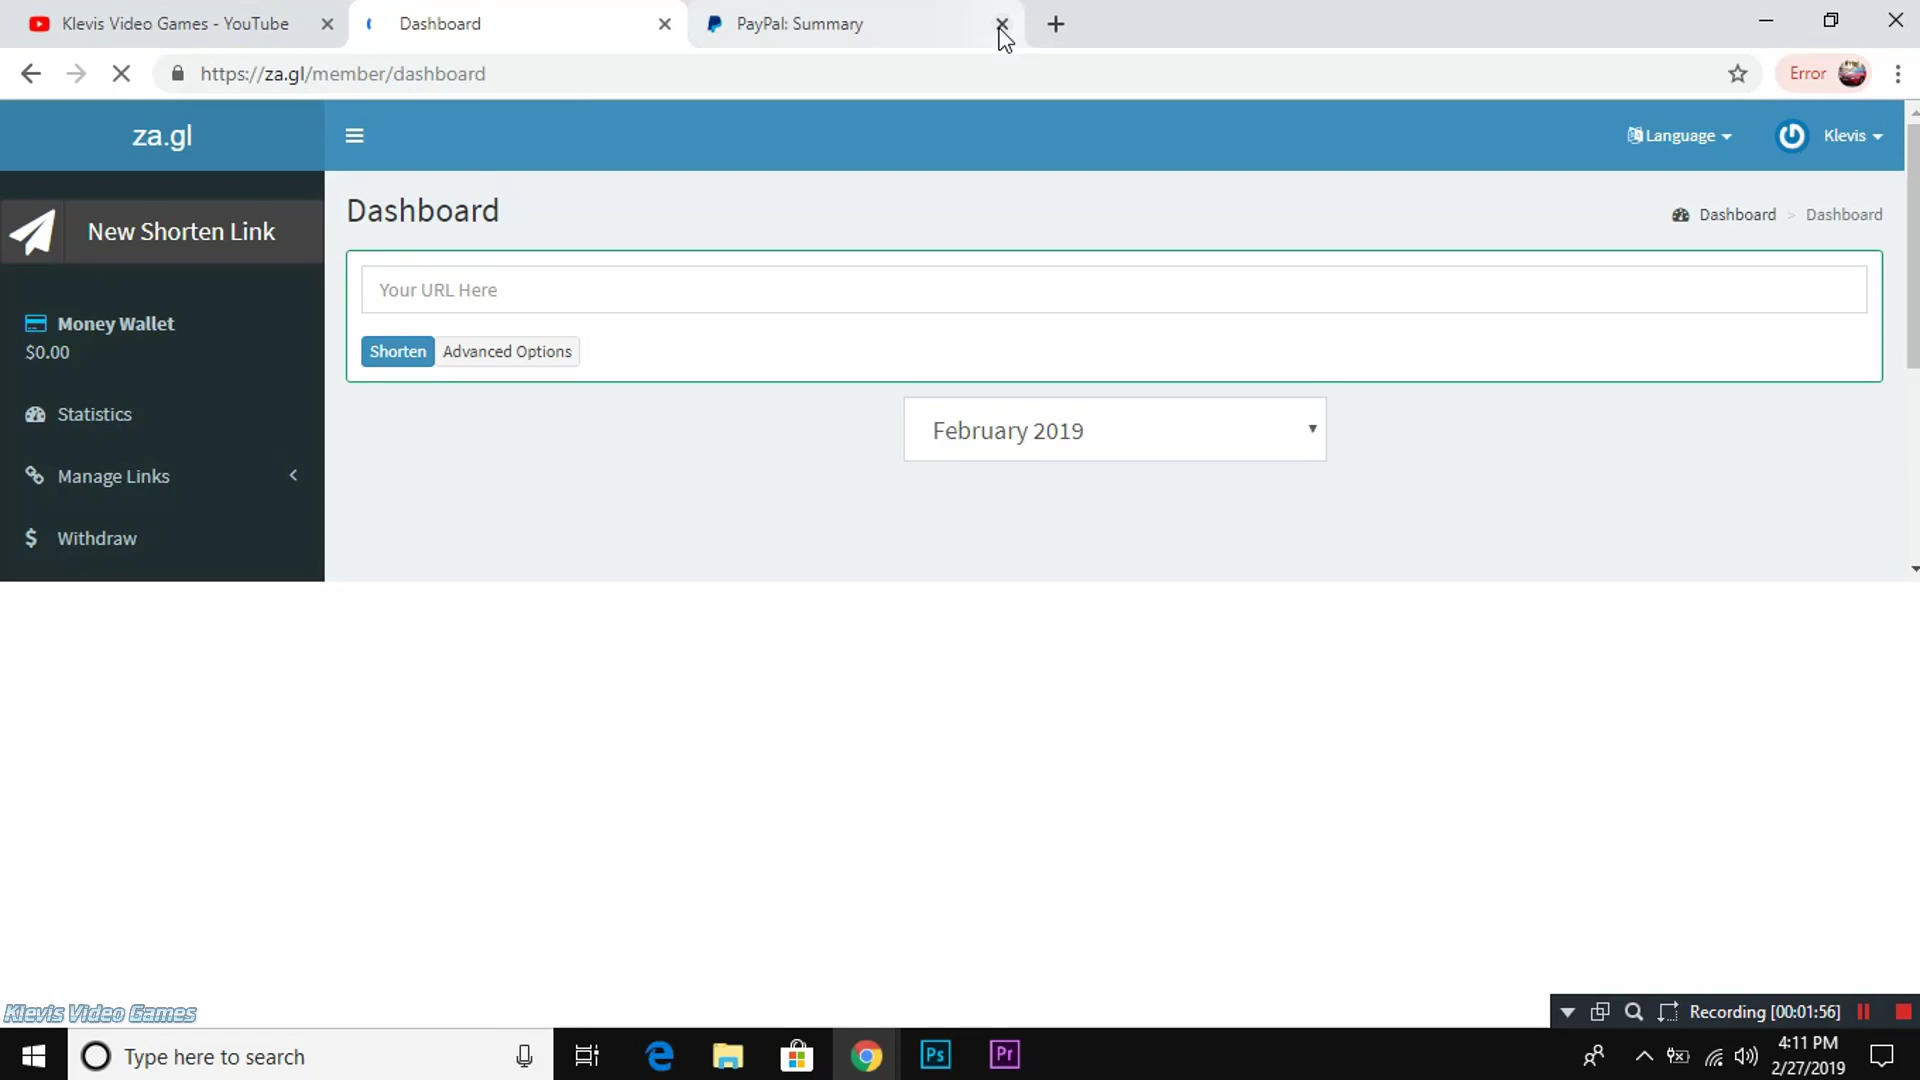 Klevis Video Games - YouTube
Dashboard
PayPal: Summary
https://za.gl/member/dashboard
Error
za.gl
Language
Klevis
New Shorten Link
Dashboard
Dashboard > Dashboard
Your URL Here
Shorten
Advanced Options
Money Wallet
$0.00
February 2019
Statistics
Manage Links
Withdraw
Klevis Video Games
Recording [00:01:56]
Type here to search
Ps
Pr
4:11 PM
2/27/2019